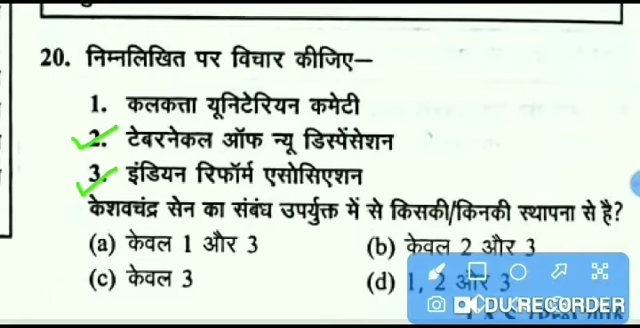 20. निम्नलिखित पर विचार कीजिए—
1. कलकत्ता यूनिटेरियन कमेटी
2. टेबरनेकल ऑफ न्यू डिस्पेंसेशन
3. इंडियन रिफॉर्म एसोसिएशन
केशवचंद्र सेन का संबंध उपर्युक्त में से किसकी/किनकी स्थापना से है?
(a) केवल 1 और 3 (b) केवल 2 और 3
(c) केवल 3 (d) 1, 2 और 3
DU RECORDER